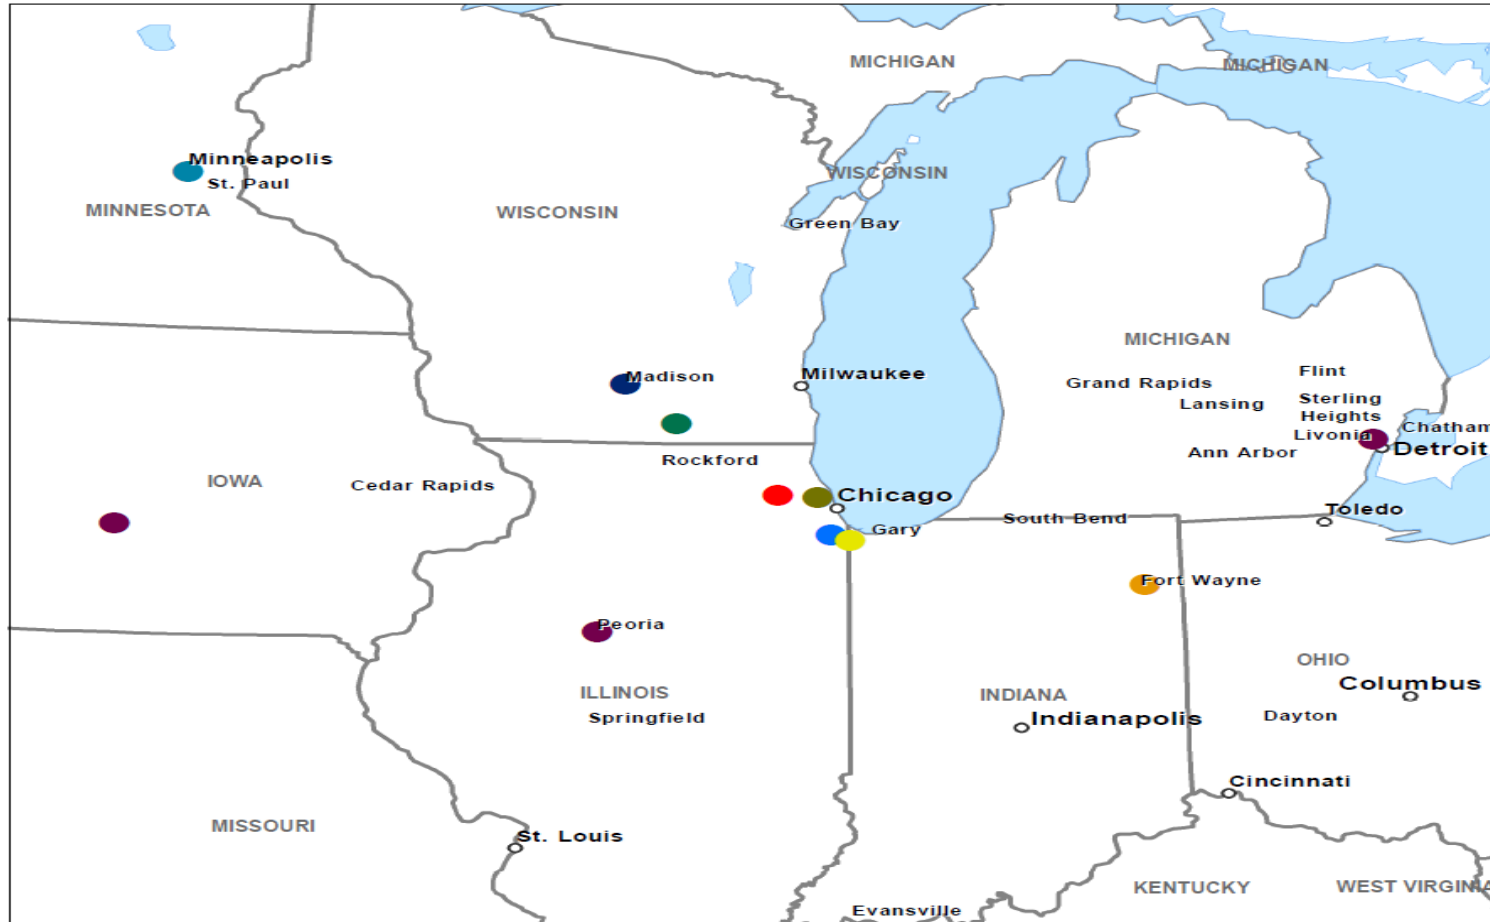 MICHIGAN
MICHIGAN
Minneapolis
St. Paul
MINNESOTA
WISCONSIN
WISCONSIN
Green Bay
MICHIGAN
Madison
Milwaukee
Grand Rapids
Flint
Lansing
Sterling
Heights
Livonia
Chatham
Detroit
Ann Arbor
Rockford
IOWA
Cedar Rapids
Chicago
Gary
South Bend
Toledo
Fort Wayne
Peoria
OHIO
Columbus
ILLINOIS
INDIANA
Springfield
Indianapolis
Dayton
Cincinnati
MISSOURI
St. Louis
KENTUCKY
WEST VIRGINIA
Evansville